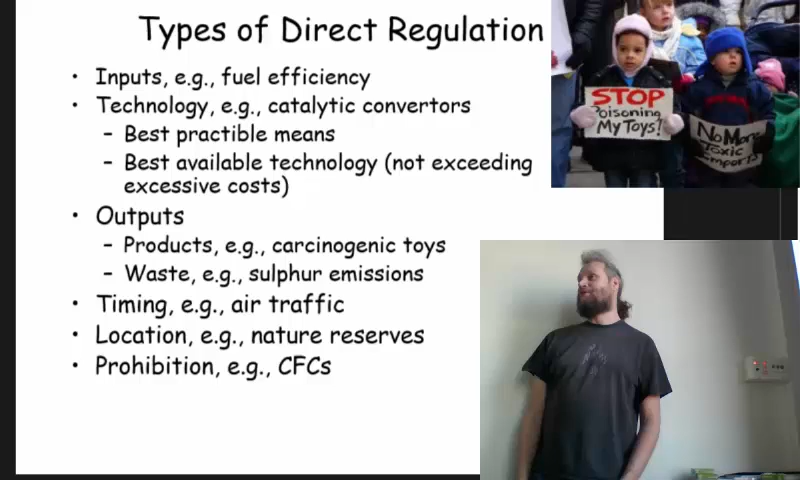 Types of Direct Regulation
• Inputs, e.g., fuel efficiency
• Technology, e.g., catalytic convertors
– Best practible means
– Best available technology (not exceeding
excessive costs)
• Outputs
– Products, e.g., carcinogenic toys
– Waste, e.g., sulphur emissions
• Timing, e.g., air traffic
• Location, e.g., nature reserves
• Prohibition, e.g., CFCs
STOP
Poisoning
My Toys!
No More
Toxic
Imports